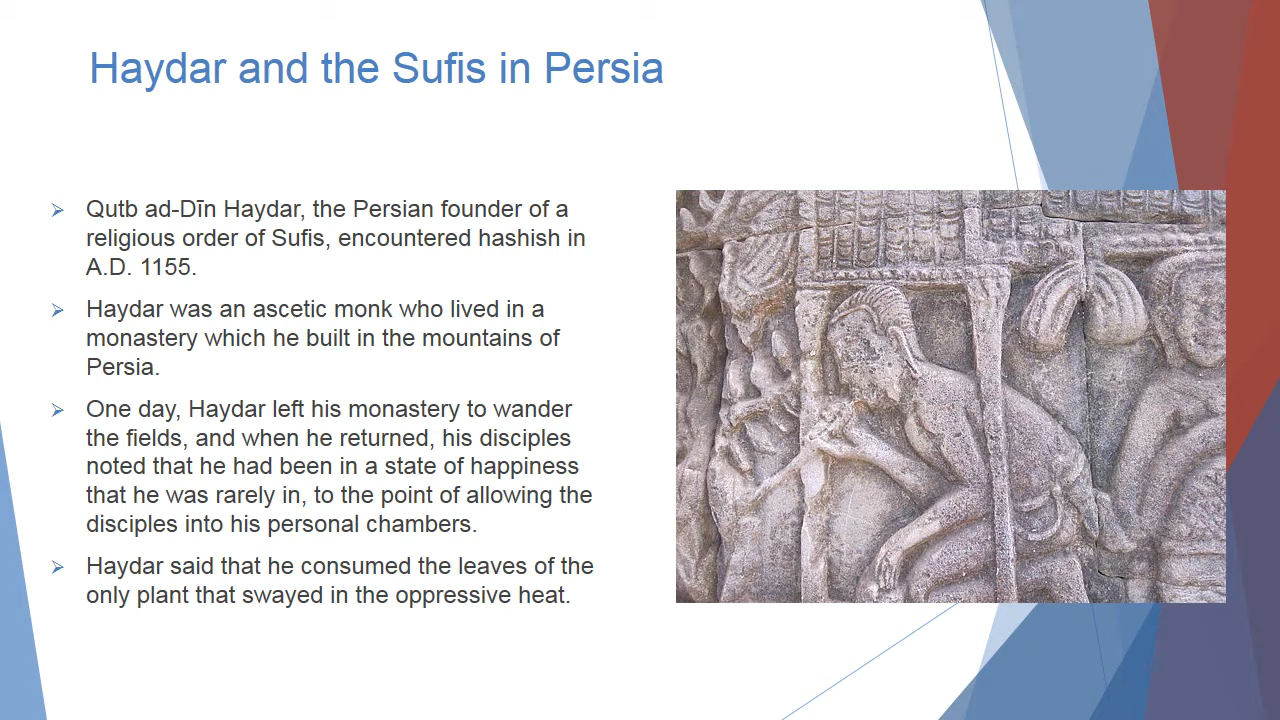 Haydar and the Sufis in Persia
Qutb ad-Dīn Haydar, the Persian founder of a
religious order of Sufis, encountered hashish in
A.D. 1155.
Haydar was an ascetic monk who lived in a
monastery which he built in the mountains of
Persia.
One day, Haydar left his monastery to wander
the fields, and when he returned, his disciples
noted that he had been in a state of happiness
that he was rarely in, to the point of allowing the
disciples into his personal chambers.
Haydar said that he consumed the leaves of the
only plant that swayed in the oppressive heat.